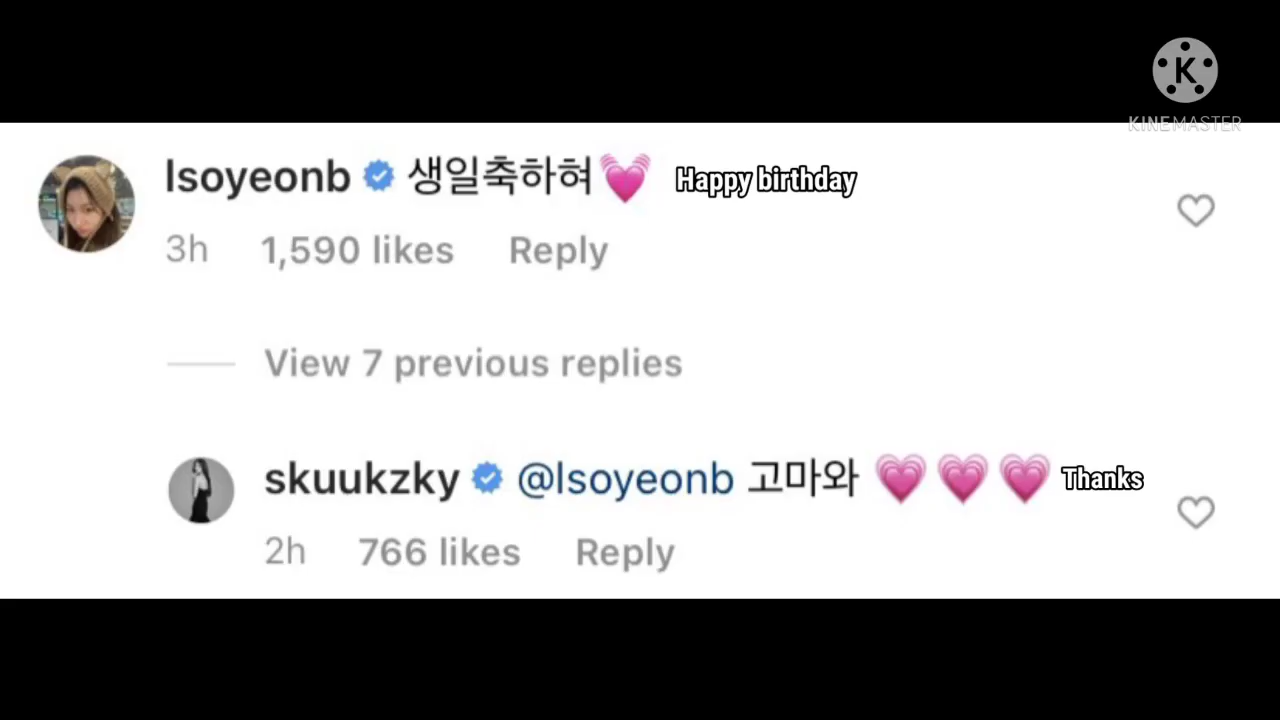 K
KINEMASTER
lsoyeonb 생일축하혀💓 Happy birthday
3h 1,590 likes Reply
View 7 previous replies
skuukzky @lsoyeonb 고마와 💗💗💗 Thanks
2h 766 likes Reply